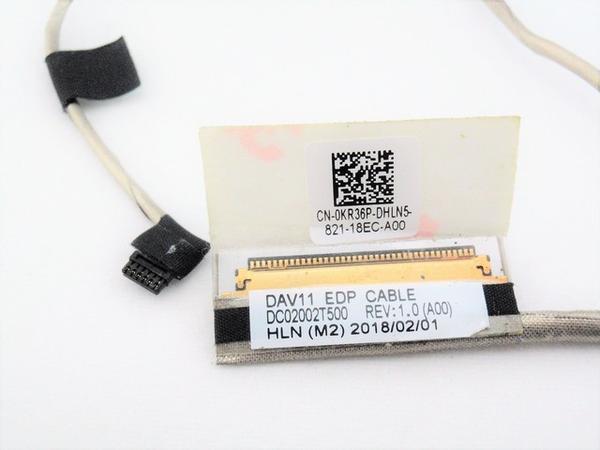 CN-0KR36P-DHLN5-
821-18EC-A00
DAV11 EDP CABLE
DC02002T500 REV:1.0 (A00)
HLN (M2) 2018/02/01